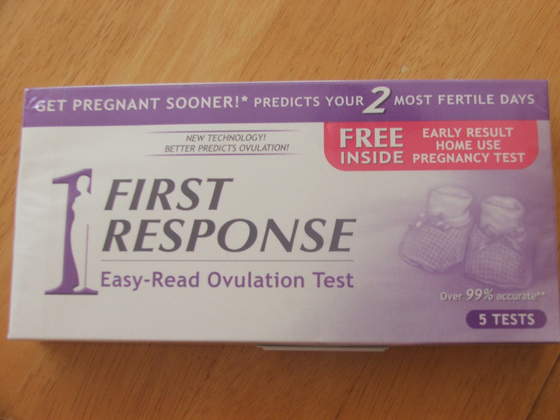 GET PREGNANT SOONER!* PREDICTS YOUR 2 MOST FERTILE DAYS
NEW TECHNOLOGY!
BETTER PREDICTS OVULATION!
FREE INSIDE
EARLY RESULT
HOME USE
PREGNANCY TEST
1 FIRST
RESPONSE
Easy-Read Ovulation Test
Over 99% accurate**
5 TESTS